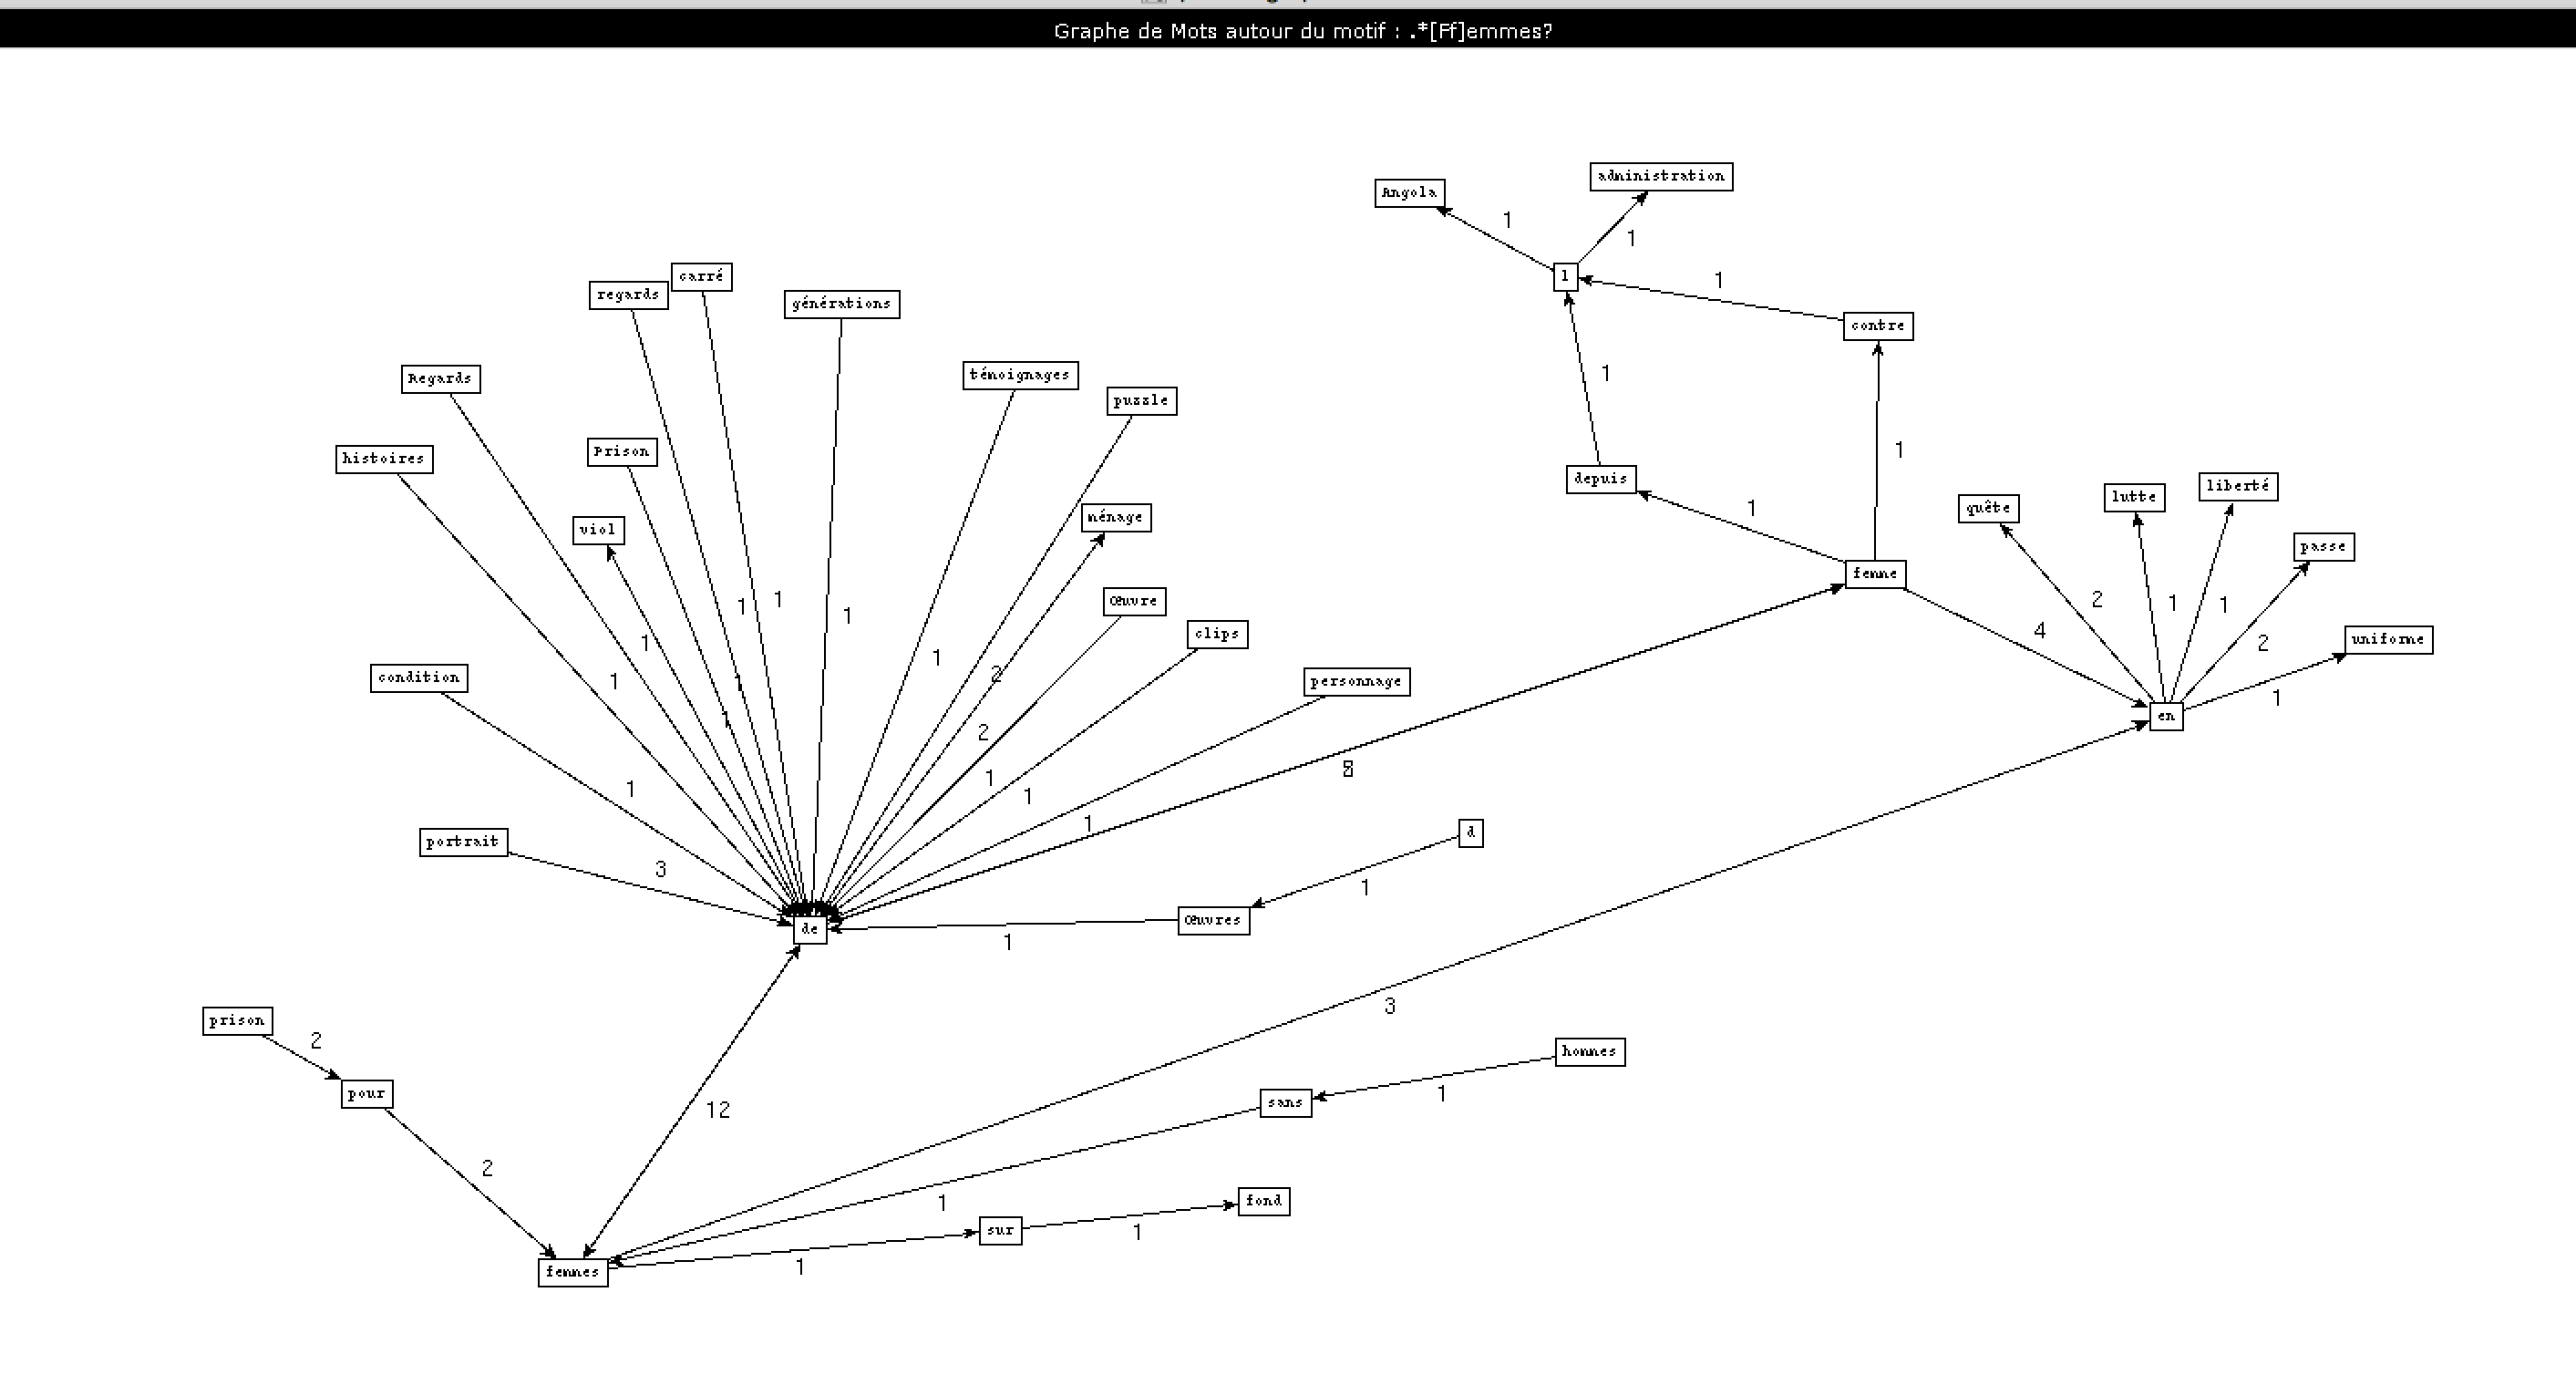 Graphe de Mots autour du motif : .*[Ff]emmes?
administration
Angola
1
1
l
1
carré
regards
générations
contre
1
témoignages
Regards
puzzle
Prison
1
histoires
depuis
liberté
lutte
1
quête
ménage
viol
passe
femme
1
1
2
1
1
Œuvre
1
clips
4
uniforme
1
1
2
1
2
condition
personnage
1
1
1
en
1
2
1
1
1
portrait
1
d
3
1
Œuvres
de
1
3
prison
2
hommes
pour
1
sans
12
2
fond
1
sur
1
1
femmes